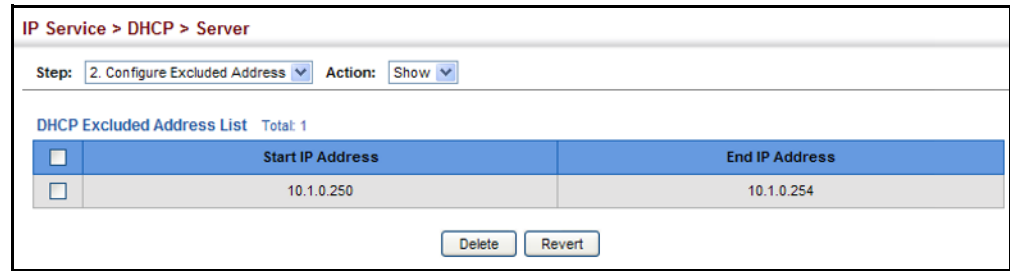 IP Service > DHCP > Server
Step: 2. Configure Excluded Address Action: Show
DHCP Excluded Address List Total: 1
Start IP Address End IP Address
10.1.0.250 10.1.0.254
Delete Revert